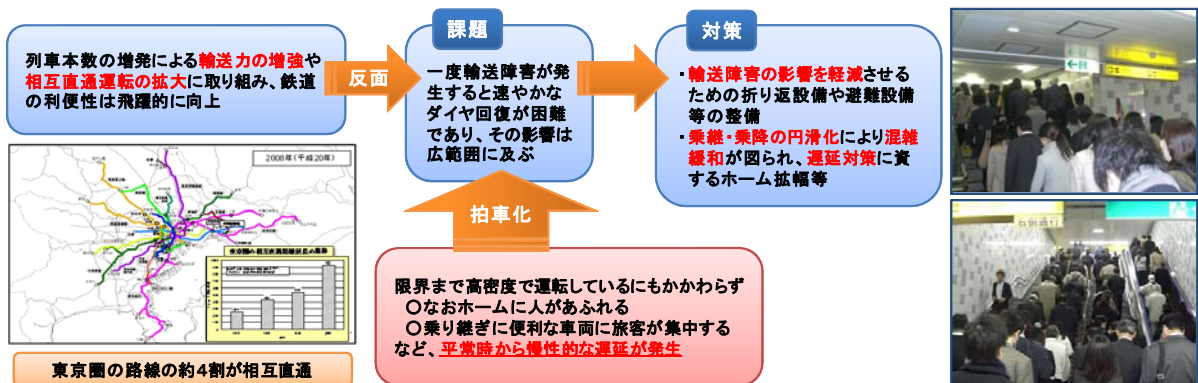 列車本数の増発による輸送力の増強や
相互直通運転の拡大に取り組み、鉄道
の利便性は飛躍的に向上
反面
課題
一度輸送障害が発
生すると速やかな
ダイヤ回復が困難
であり、その影響は
広範囲に及ぶ
対策
・輸送障害の影響を軽減させる
ための折り返設備や避難設備
等の整備
・乗継・乗降の円滑化により混雑
緩和が図られ、遅延対策に資
するホーム拡幅等
2008年(平成20年)
東京圏の路線の約4割が相互直通
拍車化
限界まで高密度で運転しているにもかかわらず
〇なおホームに人があふれる
〇乗り継ぎに便利な車両に旅客が集中する
など、平常時から慢性的な遅延が発生
右側通行